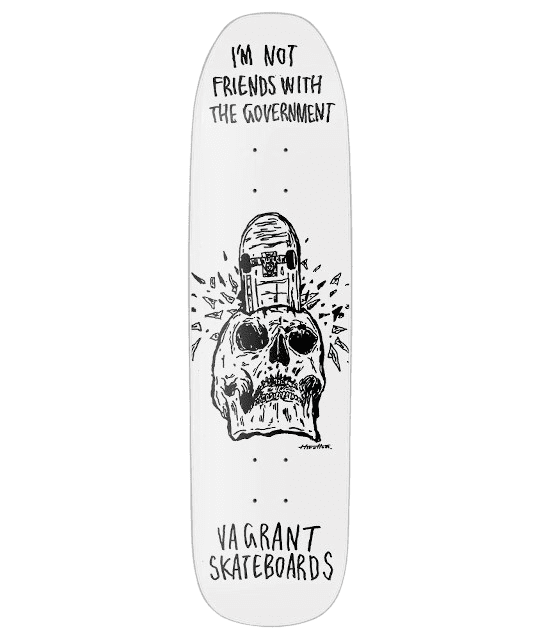 I'M NOT
FRIENDS WITH
THE GOVERNMENT
VAGRANT
SKATEBOARDS